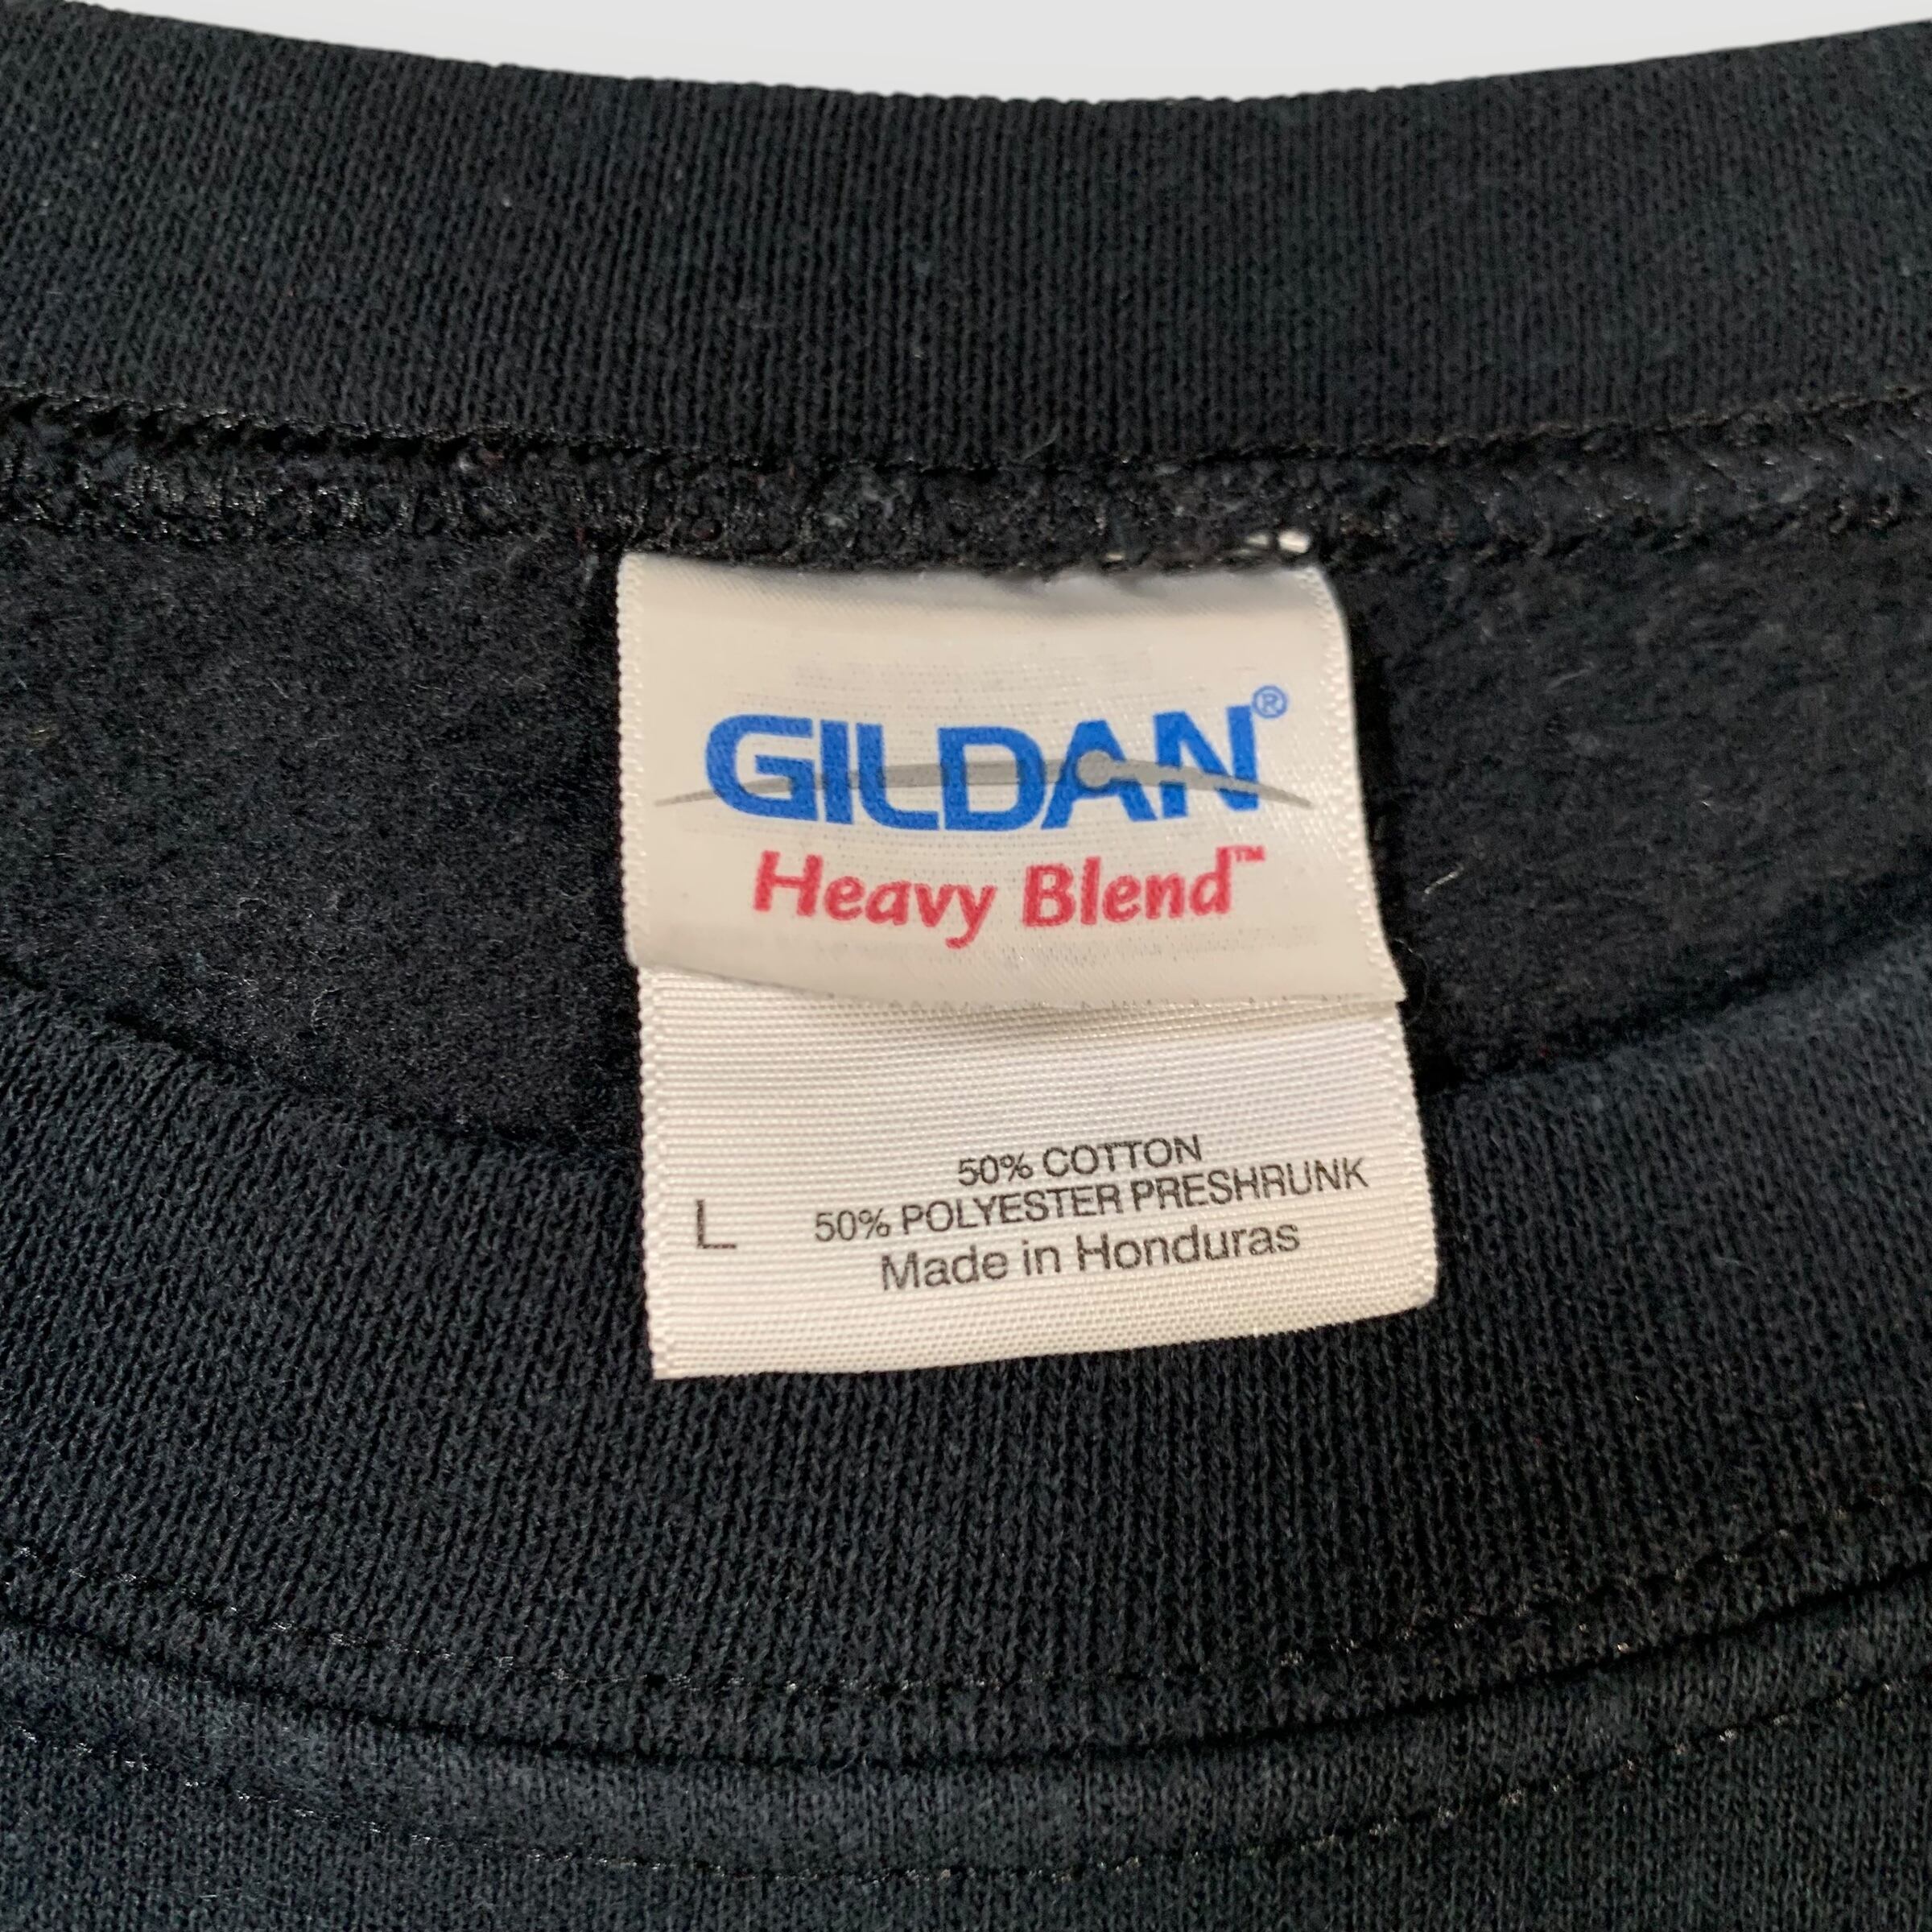 GILDAN®
Heavy Blend™
50% COTTON
L 50% POLYESTER PRESHRUNK
Made in Honduras